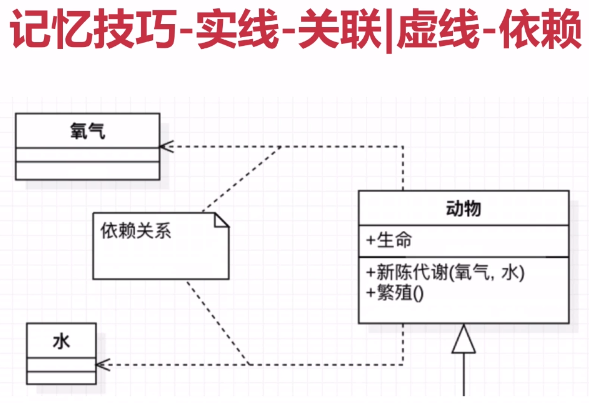 记忆技巧-实线-关联|虚线-依赖
氧气
动物
依赖关系
+生命
+新陈代谢(氧气, 水)
+繁殖()
水